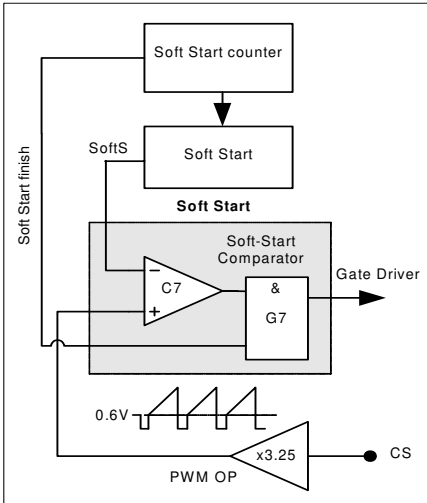 Soft Start counter
SoftS
Soft Start
Soft Start finish
Soft Start
Soft-Start
Comparator
Gate Driver
−
C7
+
&
G7
0.6V
x3.25
CS
PWM OP